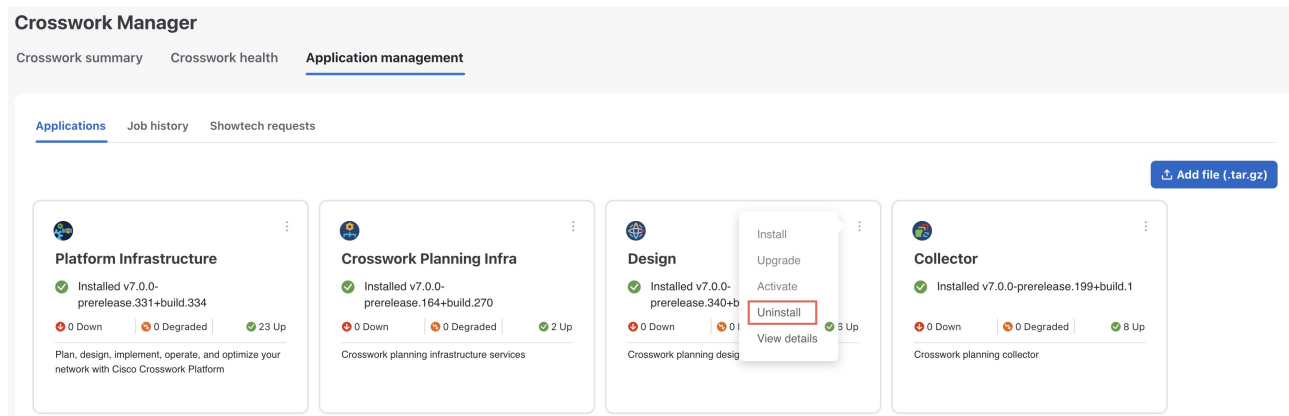 Crosswork Manager
Crosswork summary Crosswork health Application management
Applications Job history Showtech requests
Add file (.tar.gz)
Platform Infrastructure
Installed v7.0.0-
prerelease.331+build.334
0 Down 0 Degraded 23 Up
Plan, design, implement, operate, and optimize your
network with Cisco Crosswork Platform
Crosswork Planning Infra
Installed v7.0.0-
prerelease.164+build.270
0 Down 0 Degraded 2 Up
Crosswork planning infrastructure services
Design
Installed v7.0.0-
prerelease.340+b
0 Down 0 6 Up
Crosswork planning desig
Install
Upgrade
Activate
Uninstall
View details
Collector
Installed v7.0.0-prerelease.199+build.1
0 Down 0 Degraded 8 Up
Crosswork planning collector